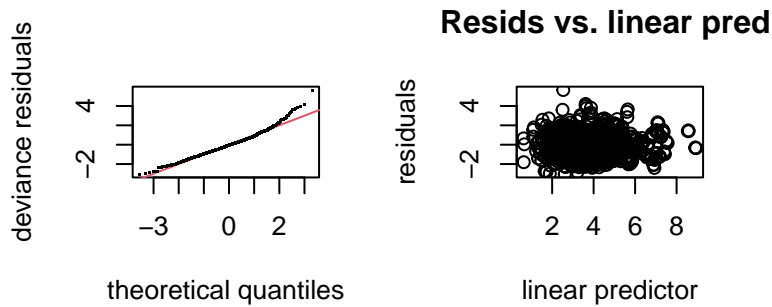 Resids vs. linear pred
deviance residuals
4
−2
−3 0 2
theoretical quantiles
residuals
4
−2
2 4 6 8
linear predictor